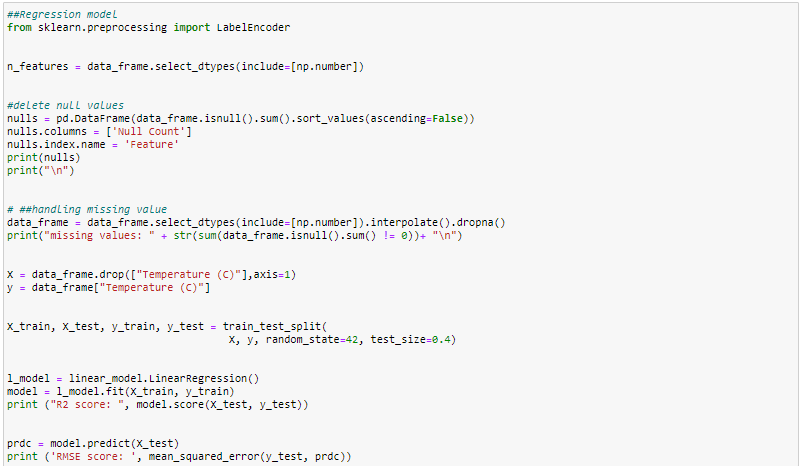 ##Regression model
from sklearn.preprocessing import LabelEncoder
n_features = data_frame.select_dtypes(include=[np.number])
#delete null values
nulls = pd.DataFrame(data_frame.isnull().sum().sort_values(ascending=False))
nulls.columns = ['Null Count']
nulls.index.name = 'Feature'
print(nulls)
print("\n")
# ##handling missing value
data_frame = data_frame.select_dtypes(include=[np.number]).interpolate().dropna()
print("missing values: " + str(sum(data_frame.isnull().sum() != 0))+ "\n")
X = data_frame.drop(["Temperature (C)"],axis=1)
y = data_frame["Temperature (C)"]
X_train, X_test, y_train, y_test = train_test_split(
X, y, random_state=42, test_size=0.4)
l_model = linear_model.LinearRegression()
model = l_model.fit(X_train, y_train)
print ("R2 score: ", model.score(X_test, y_test))
prdc = model.predict(X_test)
print ('RMSE score: ', mean_squared_error(y_test, prdc))